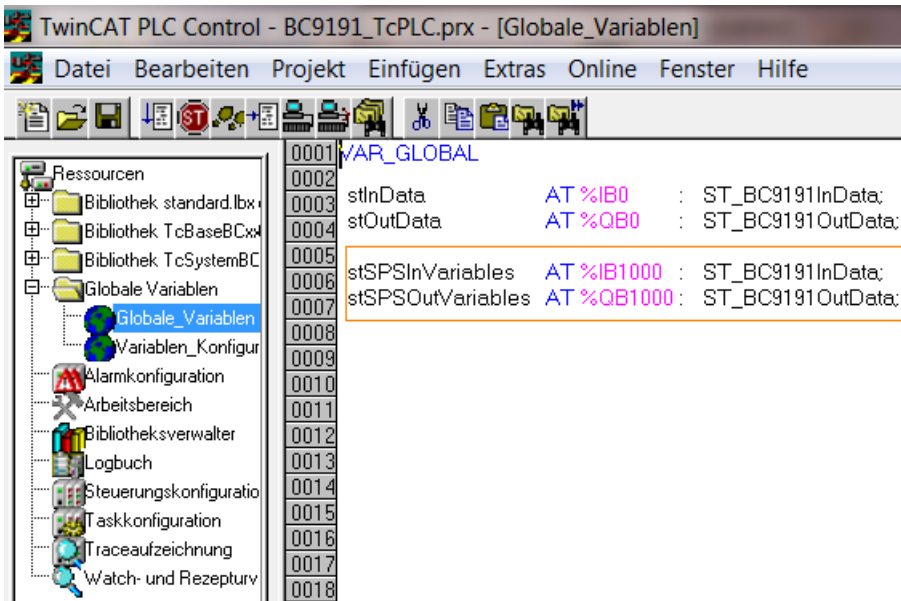 TwinCAT PLC Control - BC9191_TcPLC.prx - [Globale_Variablen]
Datei Bearbeiten Projekt Einfügen Extras Online Fenster Hilfe
Ressourcen
Bibliothek standard.lbx
Bibliothek TcBaseBCxx
Bibliothek TcSystemBC
Globale Variablen
Globale_Variablen
Variablen_Konfigur
Alarmkonfiguration
Arbeitsbereich
Bibliotheksverwalter
Logbuch
Steuerungskonfiguratio
Taskkonfiguration
Traceaufzeichnung
Watch- und Rezepturv
0001 VAR_GLOBAL
0002
0003 stInData AT %IB0 : ST_BC9191InData;
0004 stOutData AT %QB0 : ST_BC9191OutData;
0005
0006 stSPSInVariables AT %IB1000 : ST_BC9191InData;
0007 stSPSOutVariables AT %QB1000 : ST_BC9191OutData;
0008
0009
0010
0011
0012
0013
0014
0015
0016
0017
0018